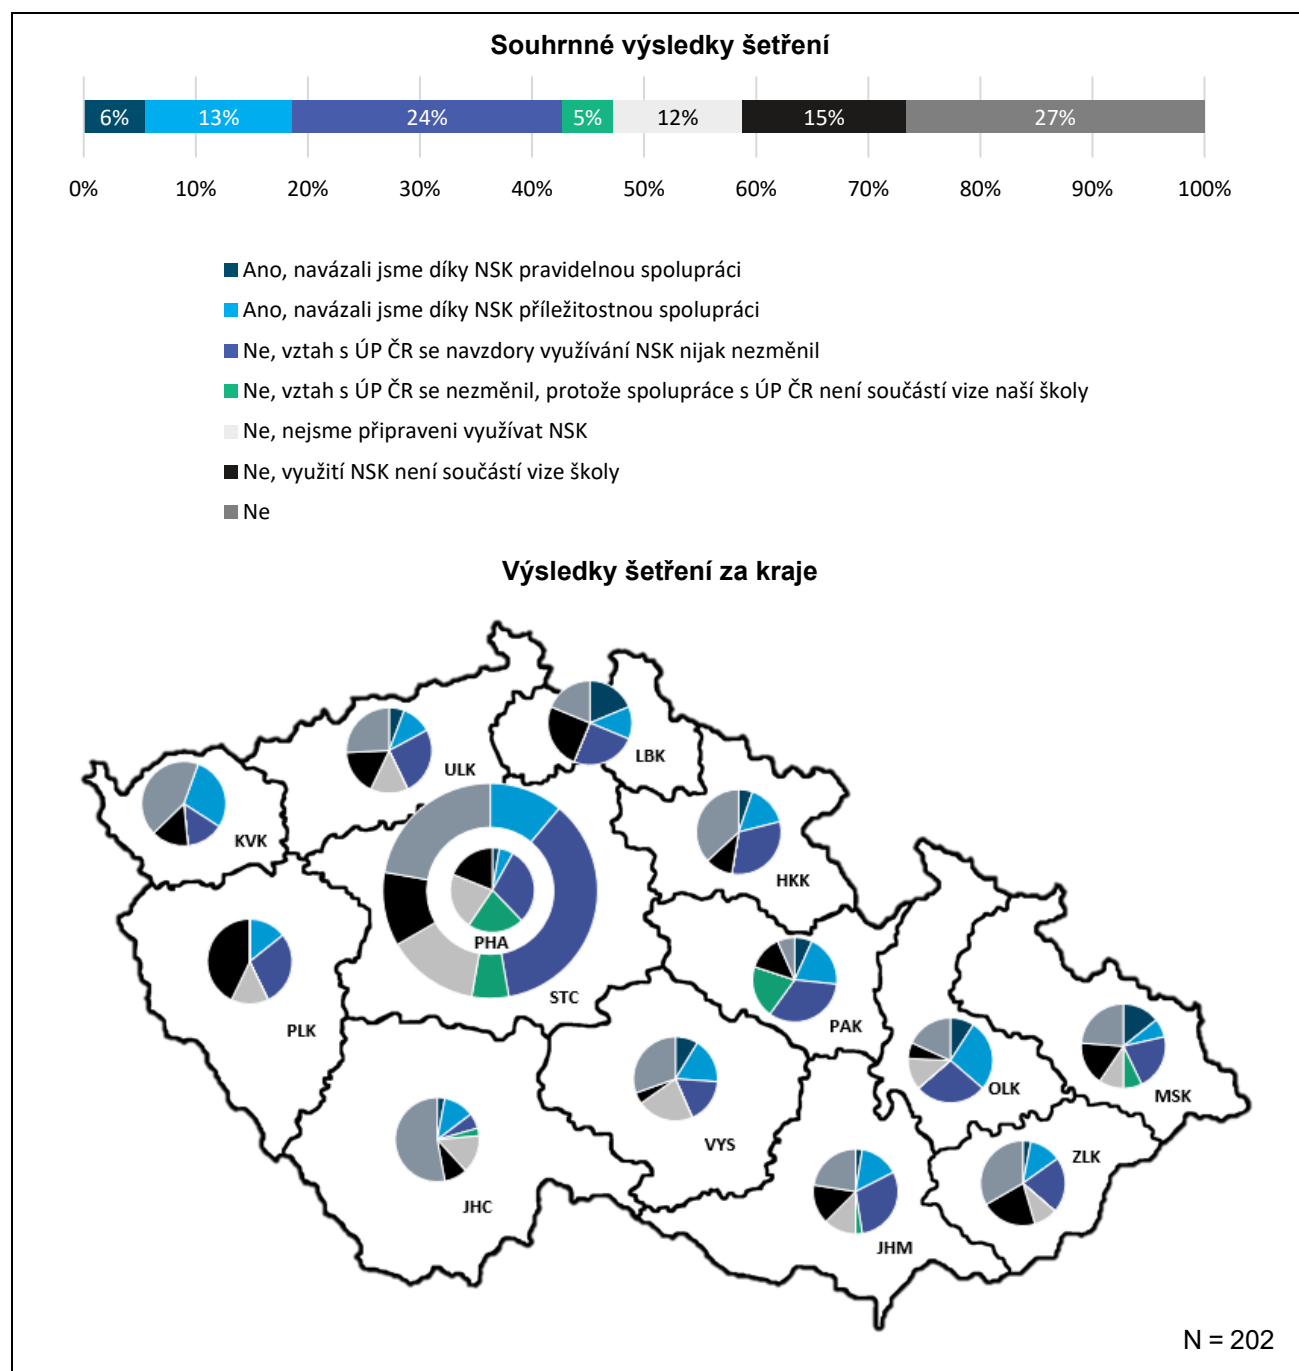 Souhrnné výsledky šetření
6% 13% 24% 5% 12% 15% 27%
0% 10% 20% 30% 40% 50% 60% 70% 80% 90% 100%
Ano, navázali jsme díky NSK pravidelnou spolupráci
Ano, navázali jsme díky NSK příležitostnou spolupráci
Ne, vztah s ÚP ČR se navzdory využívání NSK nijak nezměnil
Ne, vztah s ÚP ČR se nezměnil, protože spolupráce s ÚP ČR není součástí vize naší školy
Ne, nejsme připraveni využívat NSK
Ne, využití NSK není součástí vize školy
Ne
Výsledky šetření za kraje
LBK
ULK
KVK
HKK
PHA
STC
PLK
PAK
OLK
MSK
VYS
ZLK
JHC
JHM
N = 202